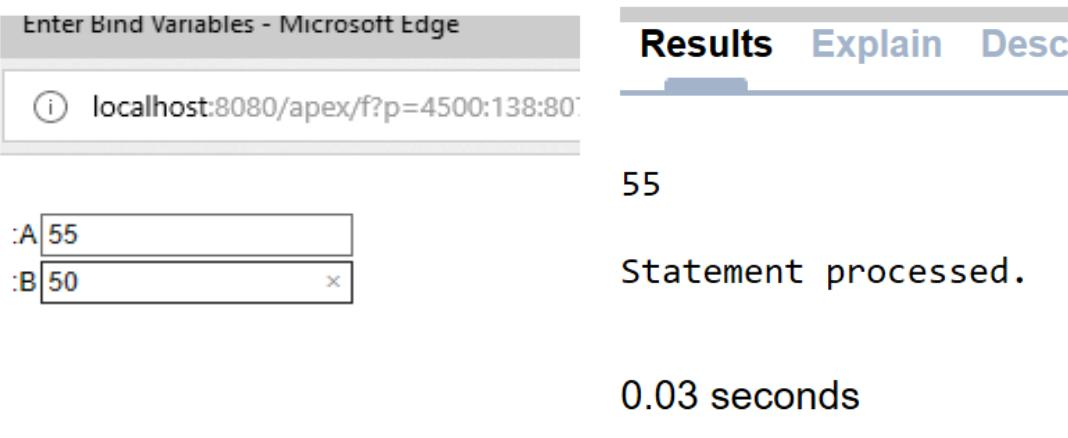 Enter Bind Variables - Microsoft Edge
localhost:8080/apex/f?p=4500:138:80
:A 55
:B 50 ×
Results Explain Desc
55
Statement processed.
0.03 seconds